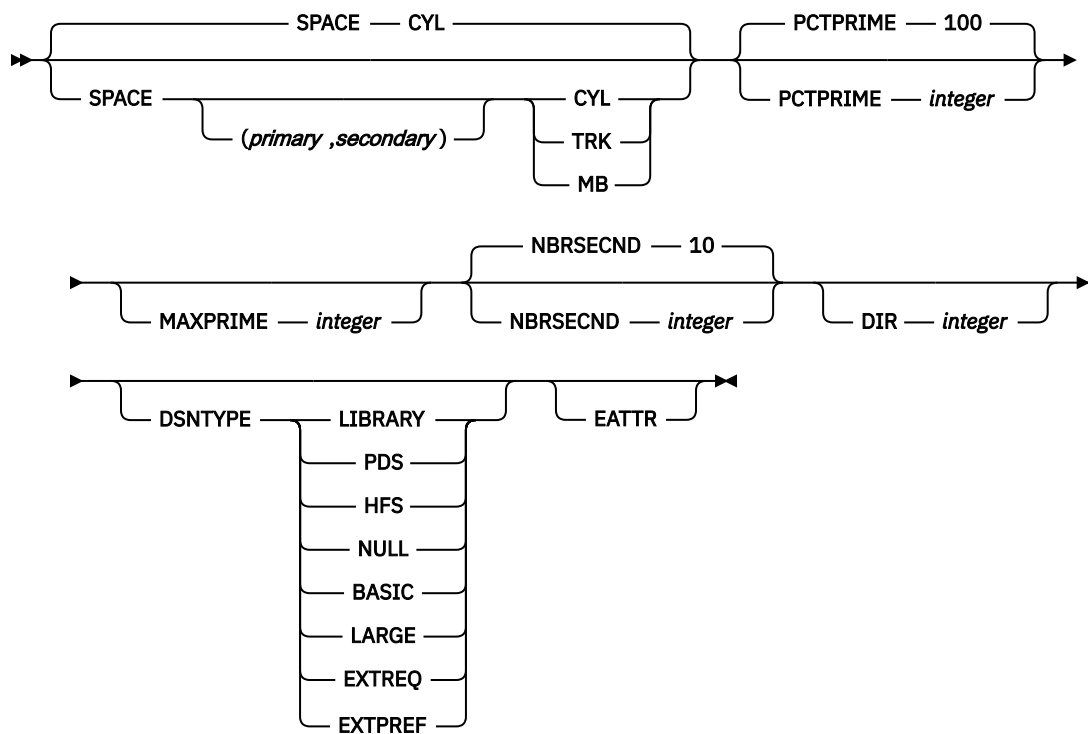 SPACE CYL PCTPRIME 100
SPACE CYL PCTPRIME integer
(primary ,secondary) TRK
MB
NBRSECND 10
MAXPRIME integer NBRSECND integer DIR integer
DSNTYPE LIBRARY EATTR
PDS
HFS
NULL
BASIC
LARGE
EXTREQ
EXTPREF